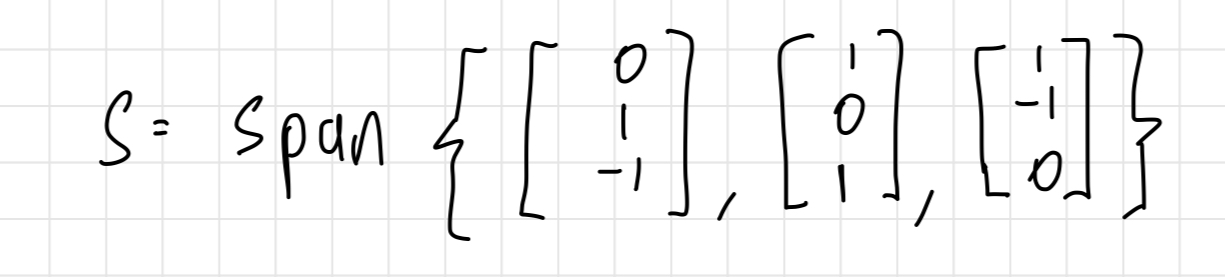 S = span { [ 0 1 -1 ], [ 1 0 1 ], [ 1 -1 0 ] }